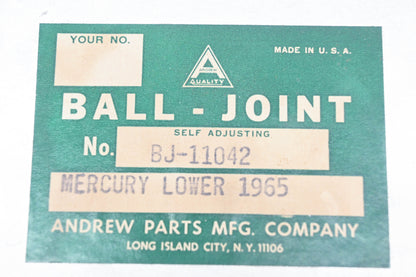 YOUR NO.
MADE IN U. S. A.
A
ANDREW
QUALITY
BALL - JOINT
SELF ADJUSTING
No. BJ-11042
MERCURY LOWER 1965
ANDREW PARTS MFG. COMPANY
LONG ISLAND CITY, N. Y. 11106